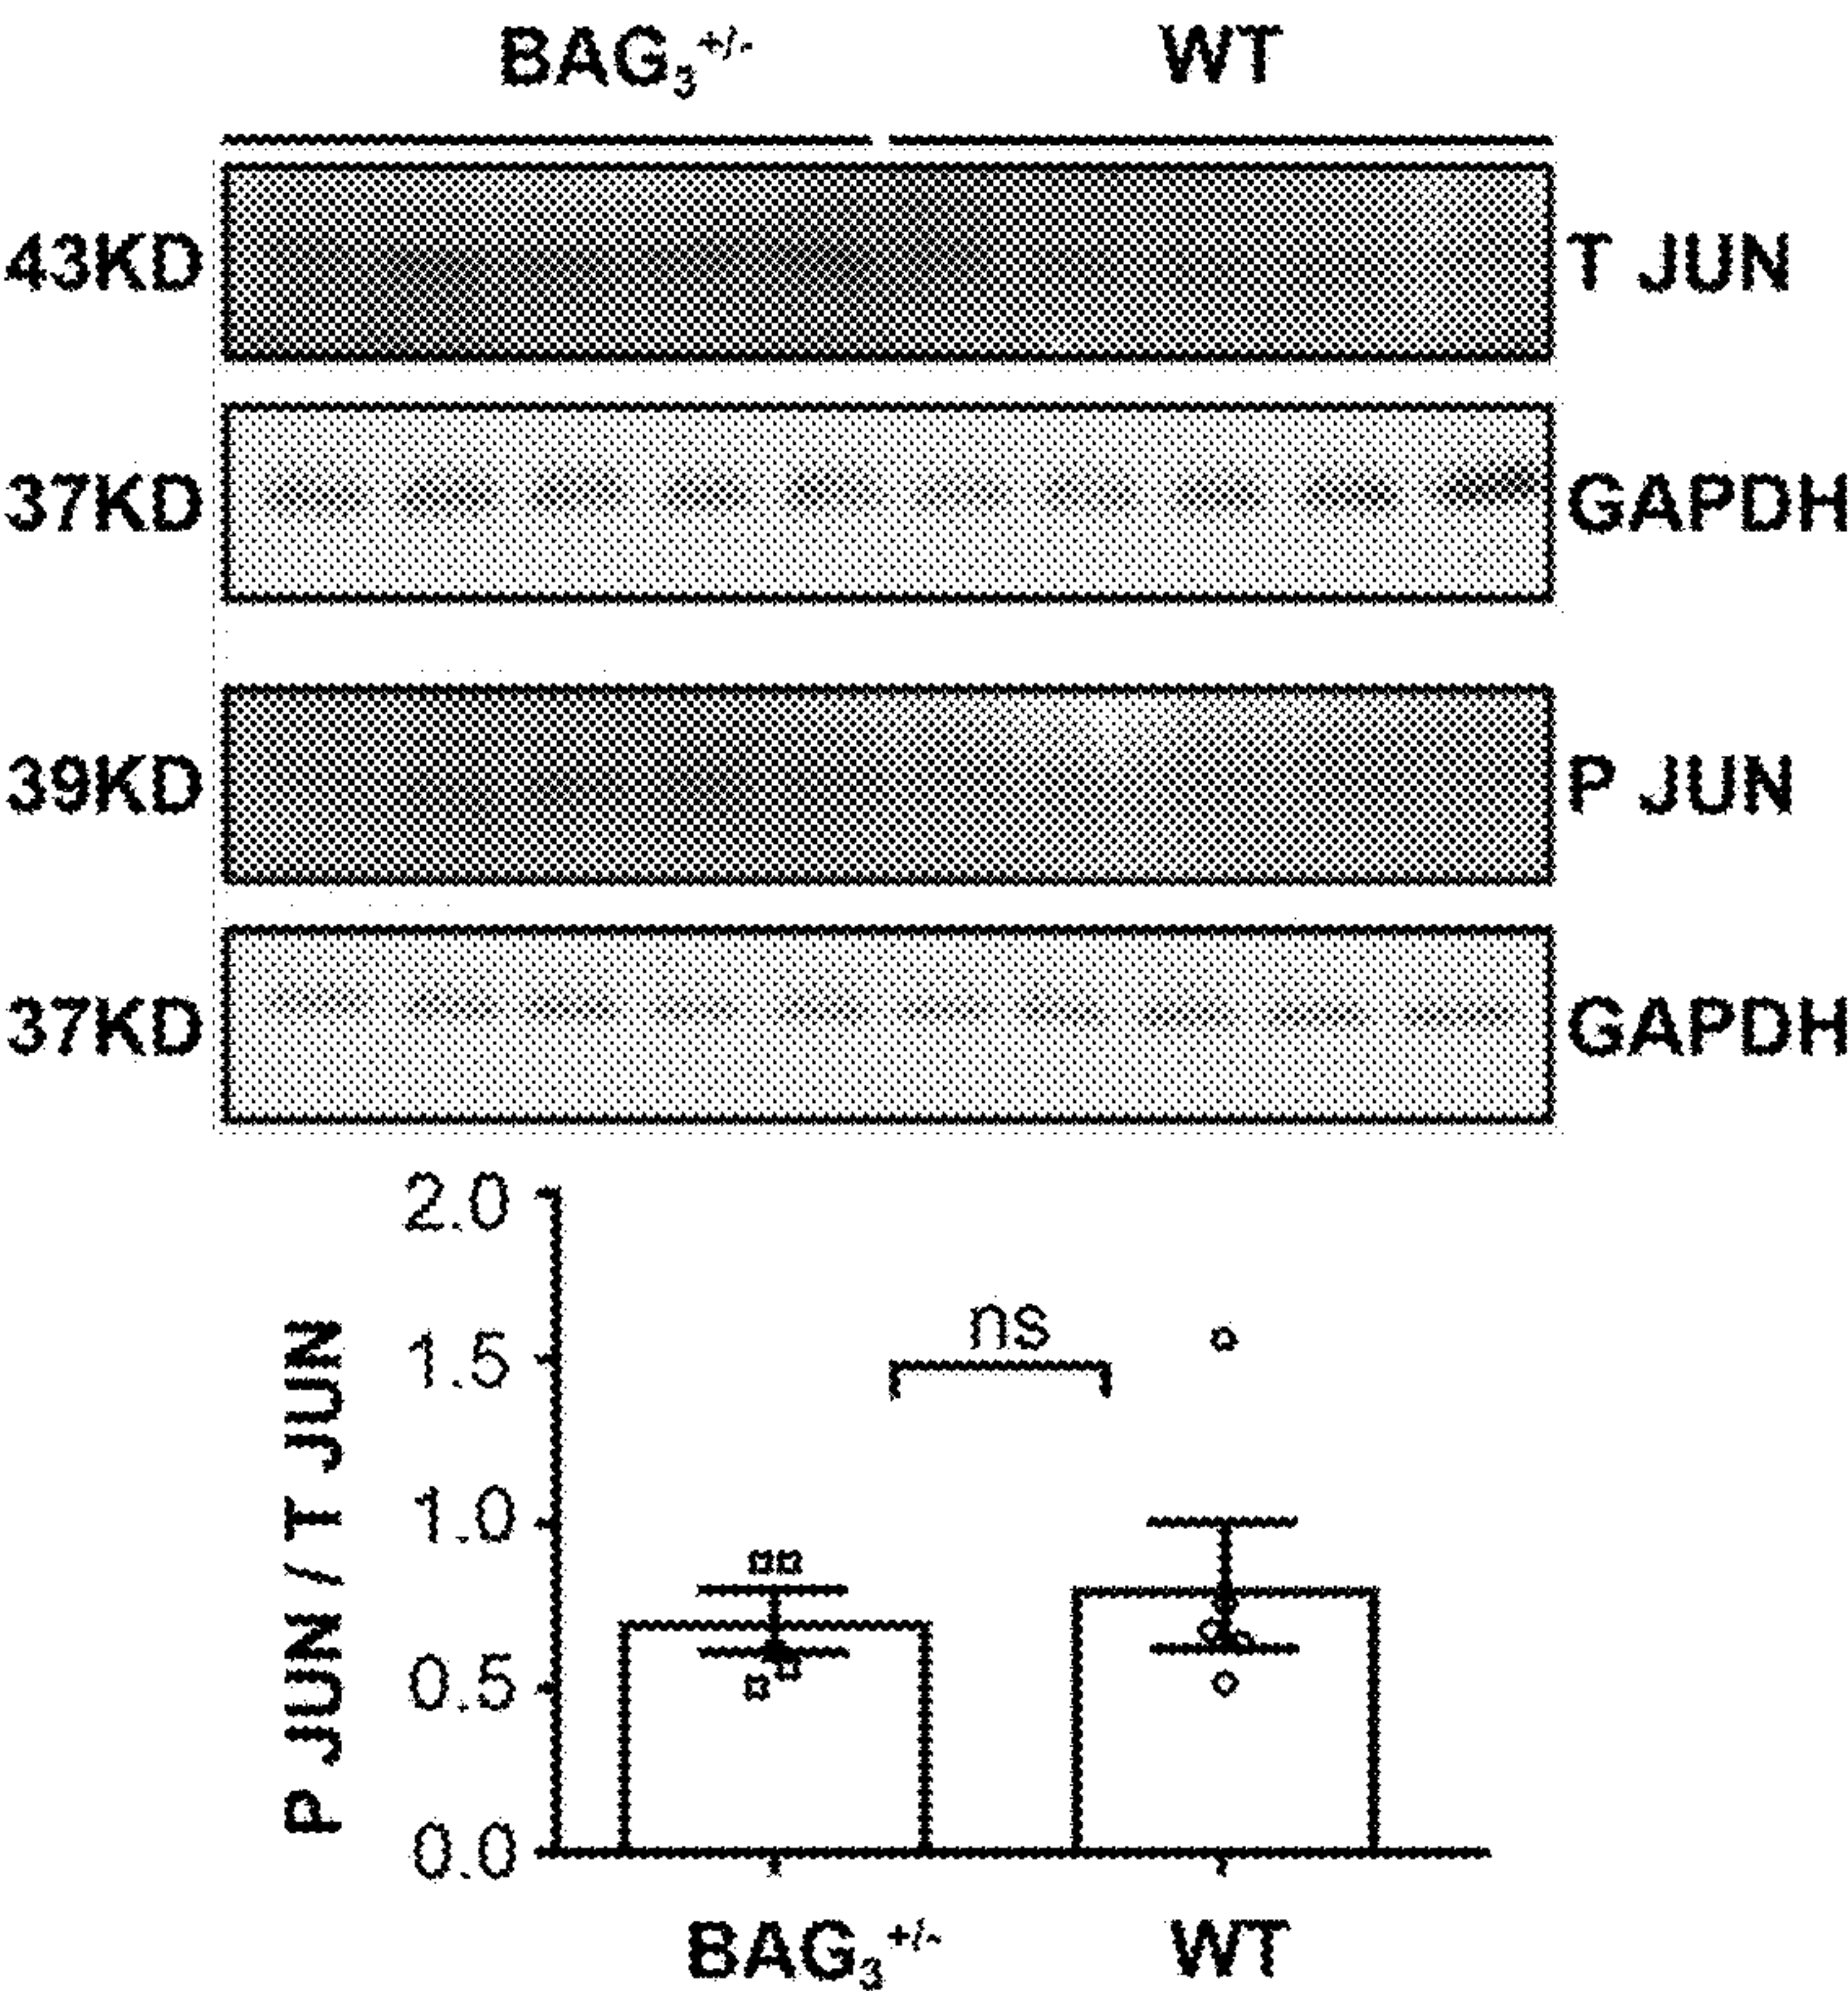 BAG3+/- WT
43KD T JUN
37KD GAPDH
39KD P JUN
37KD GAPDH
2.0
1.5
1.0
0.5
0.0
P JUN / T JUN
ns
BAG3+/- WT